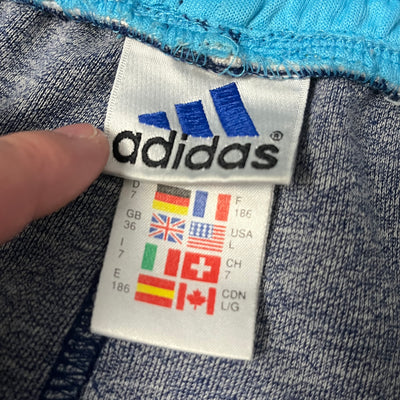 adidas®
D F
7 186
GB USA
36 L
I CH
7 7
E CDN
186 L/G